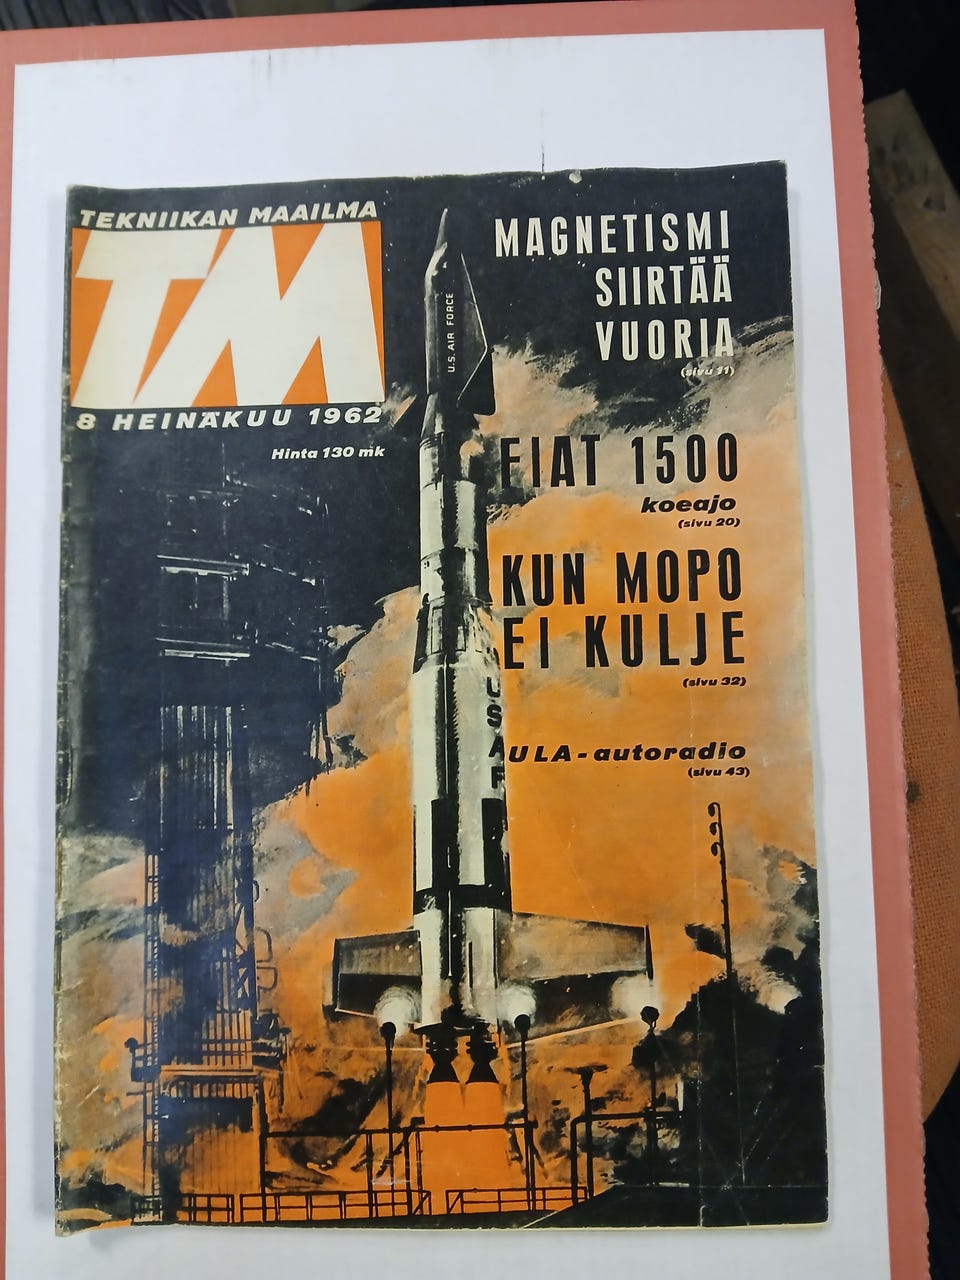 TEKNIIKAN MAAILMA
TM
8 HEINÄKUU 1962
Hinta 130 mk
MAGNETISMI
SIIRTÄÄ
VUORIA
(sivu 11)
FIAT 1500
koeajo
(sivu 20)
KUN MOPO
EI KULJE
(sivu 32)
AULA-autoradio
(sivu 43)
U.S. AIR FORCE
USAF